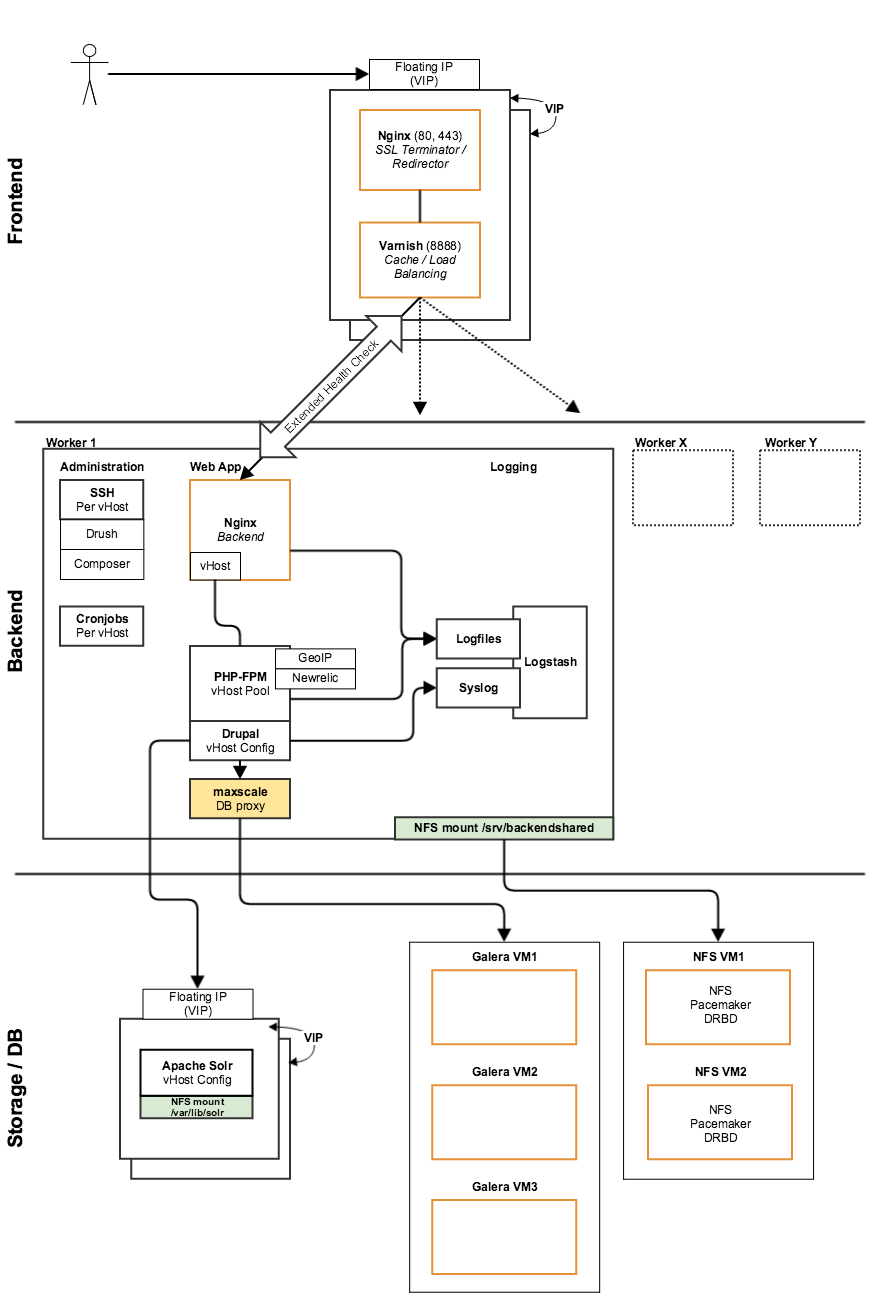 Frontend
Floating IP
(VIP)
VIP
Nginx (80, 443)
SSL Terminator /
Redirector
Varnish (8888)
Cache / Load
Balancing
Extended Health Check
Backend
Worker 1
Worker X
Worker Y
Administration
Web App
Logging
SSH
Per vHost
Drush
Composer
Nginx
Backend
vHost
Cronjobs
Per vHost
PHP-FPM
vHost Pool
GeoIP
Newrelic
Logfiles
Syslog
Logstash
Drupal
vHost Config
maxscale
DB proxy
NFS mount /srv/backendshared
Storage / DB
Floating IP
(VIP)
VIP
Apache Solr
vHost Config
NFS mount
/var/lib/solr
Galera VM1
Galera VM2
Galera VM3
NFS VM1
NFS
Pacemaker
DRBD
NFS VM2
NFS
Pacemaker
DRBD